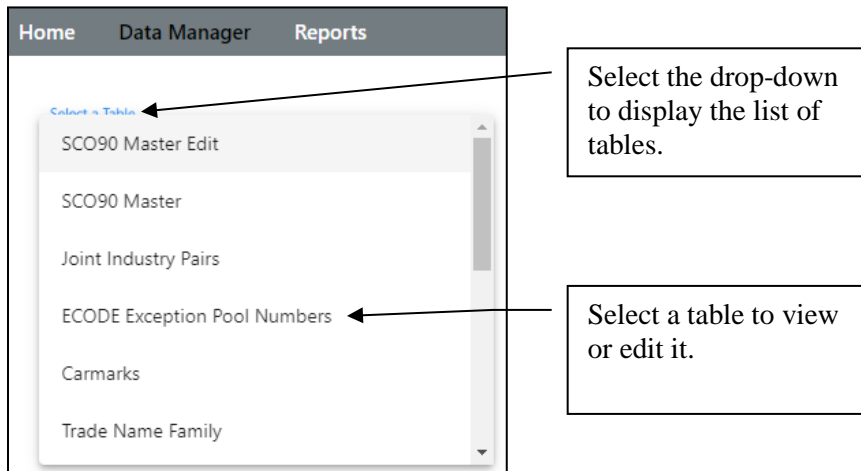 Home Data Manager Reports
Select a Table
SCO90 Master Edit
SCO90 Master
Joint Industry Pairs
ECODE Exception Pool Numbers
Carmarks
Trade Name Family
Select the drop-down
to display the list of
tables.
Select a table to view
or edit it.